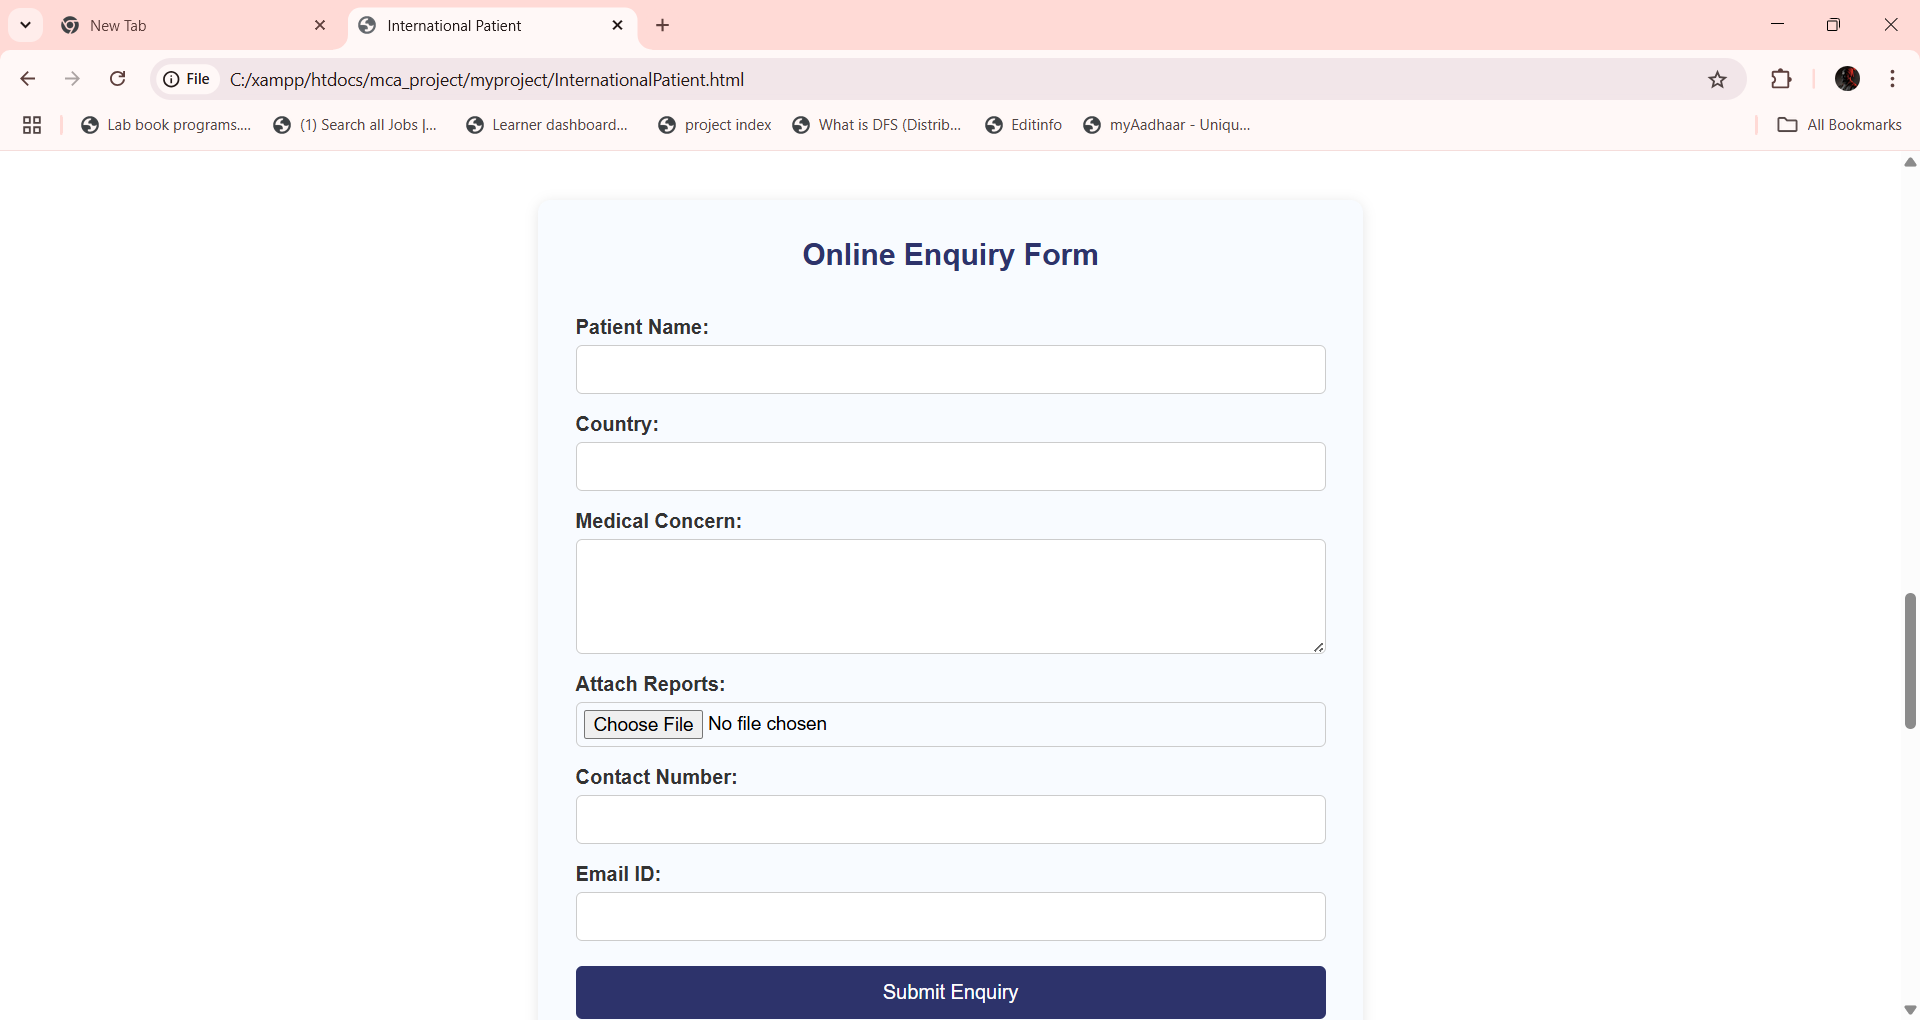 New Tab
International Patient
File
C:/xampp/htdocs/mca_project/myproject/InternationalPatient.html
Lab book programs....
(1) Search all Jobs |...
Learner dashboard...
project index
What is DFS (Distrib...
Editinfo
myAadhaar - Uniqu...
All Bookmarks
Online Enquiry Form
Patient Name:
Country:
Medical Concern:
Attach Reports:
Choose File No file chosen
Contact Number:
Email ID:
Submit Enquiry